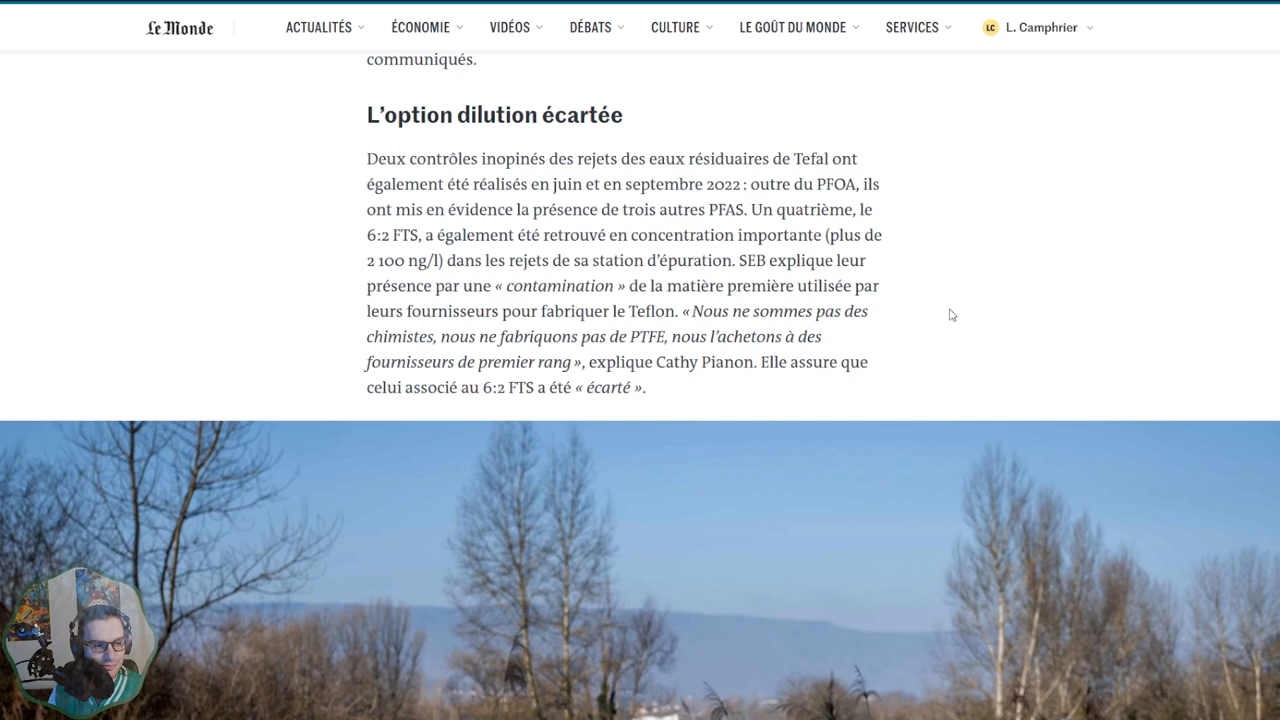 Le Monde
ACTUALITÉS
ÉCONOMIE
VIDÉOS
DÉBATS
CULTURE
LE GOÛT DU MONDE
SERVICES
LC
L. Camphrier
communiqués.
L’option dilution écartée
Deux contrôles inopinés des rejets des eaux résiduaires de Tefal ont
également été réalisés en juin et en septembre 2022 : outre du PFOA, ils
ont mis en évidence la présence de trois autres PFAS. Un quatrième, le
6:2 FTS, a également été retrouvé en concentration importante (plus de
2 100 ng/l) dans les rejets de sa station d’épuration. SEB explique leur
présence par une « contamination » de la matière première utilisée par
leurs fournisseurs pour fabriquer le Teflon. « Nous ne sommes pas des
chimistes, nous ne fabriquons pas de PTFE, nous l’achetons à des
fournisseurs de premier rang », explique Cathy Pianon. Elle assure que
celui associé au 6:2 FTS a été « écarté ».